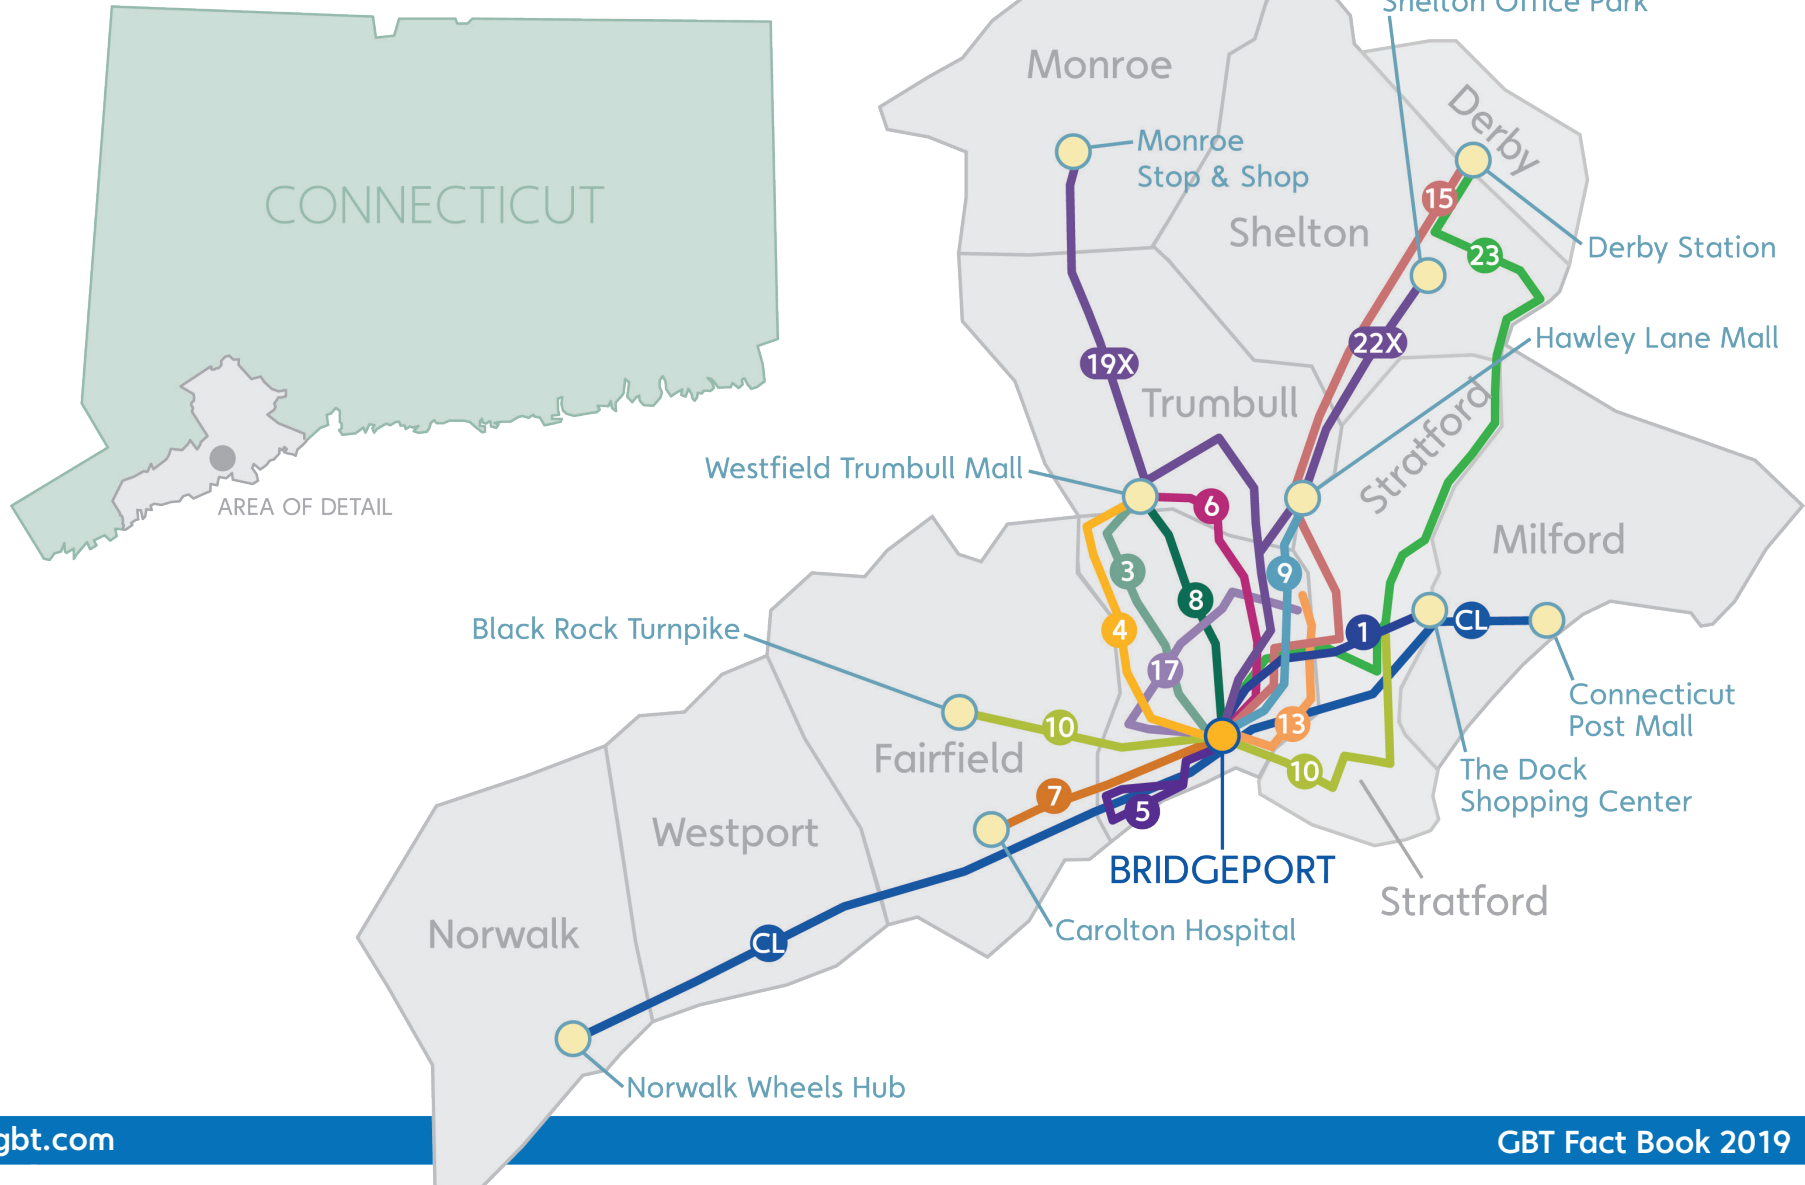 Shelton Office Park
Monroe
Derby
CONNECTICUT
Monroe
Stop & Shop
15
Shelton
23
Derby Station
22X
Hawley Lane Mall
19X
Trumbull
Stratford
Westfield Trumbull Mall
AREA OF DETAIL
6
Milford
3
9
8
Black Rock Turnpike
4
1
CL
17
Connecticut
Post Mall
10
13
Fairfield
10
The Dock
Shopping Center
7
5
Westport
BRIDGEPORT
Stratford
Norwalk
CL
Carolton Hospital
Norwalk Wheels Hub
gbt.com
GBT Fact Book 2019